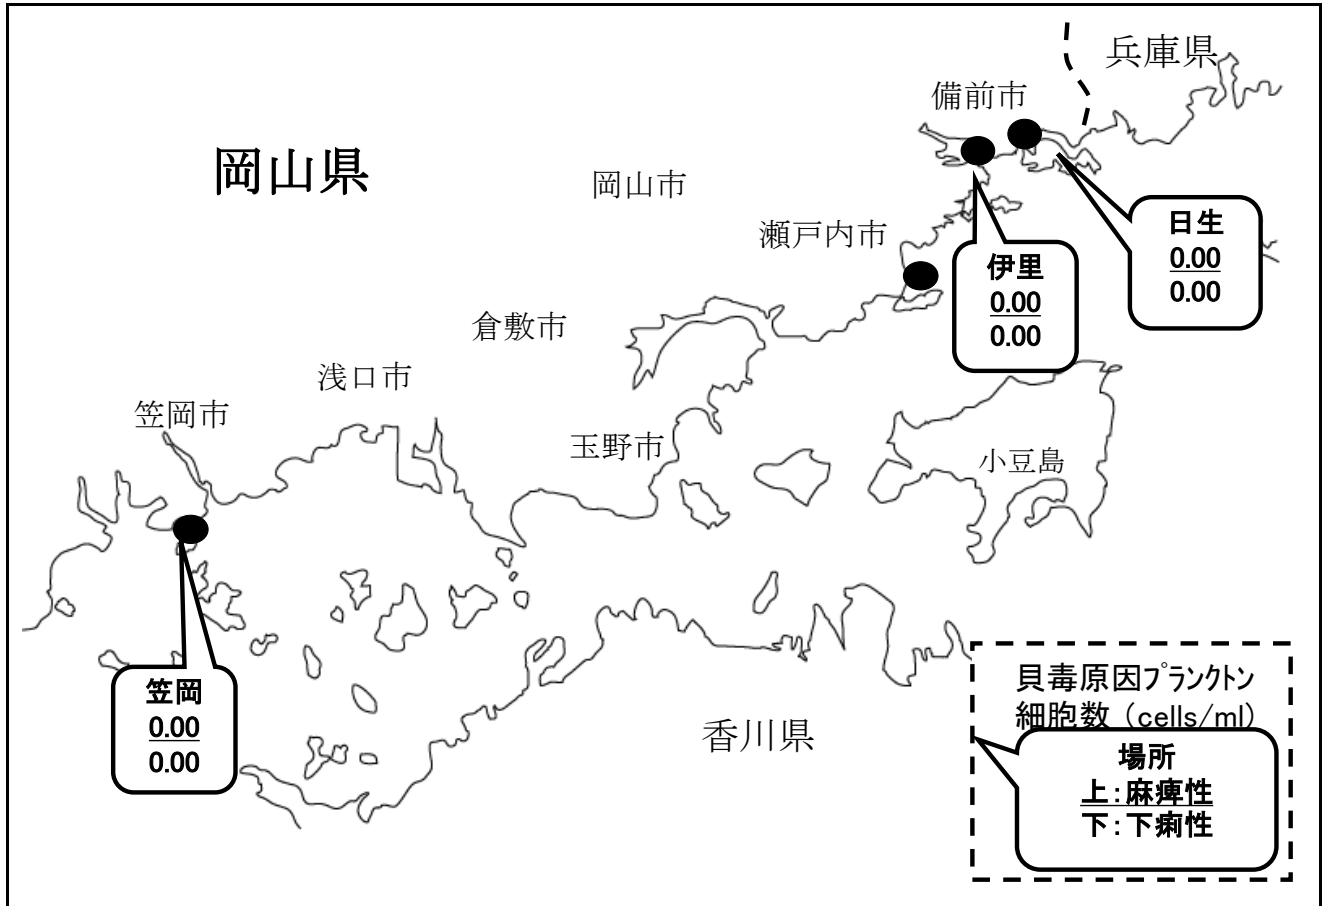 兵庫県
備前市
岡山県
岡山市
瀬戸内市
日生
0.00
0.00
伊里
0.00
0.00
倉敷市
浅口市
笠岡市
玉野市
小豆島
笠岡
0.00
0.00
香川県
貝毒原因プランクトン
細胞数 (cells/ml)
場所
上:麻痺性
下:下痢性